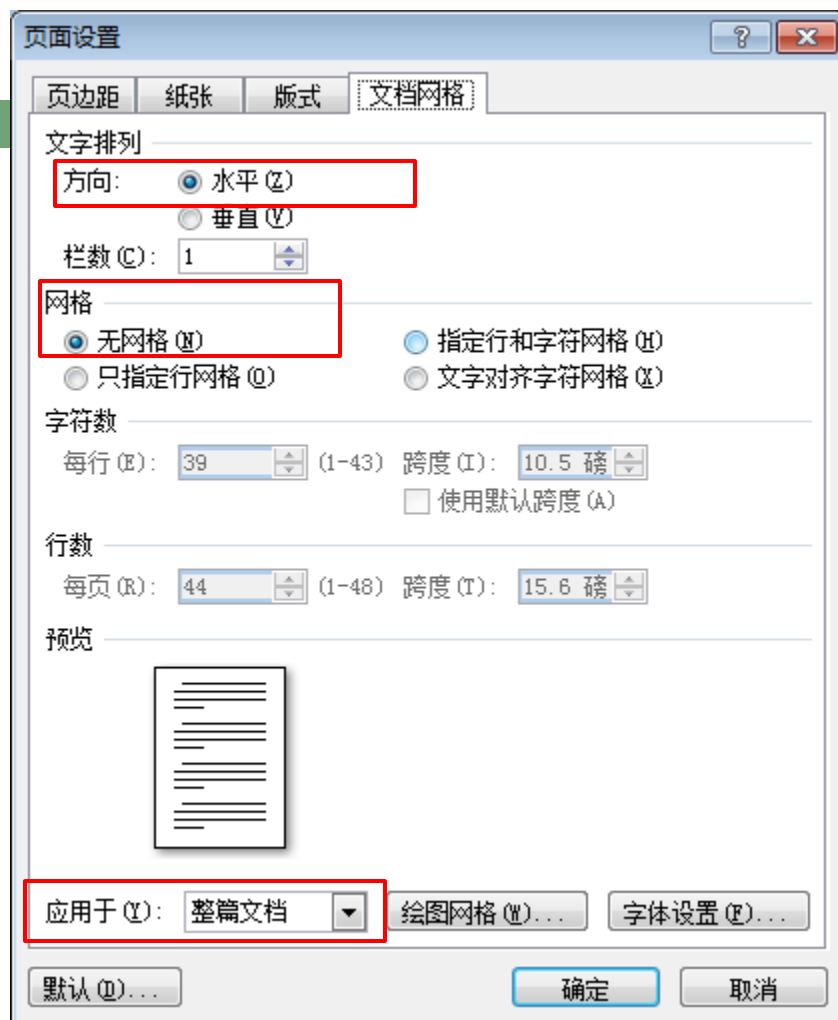 页面设置
页边距 纸张 版式 文档网格
文字排列
方向: 水平(Z)
垂直(V)
栏数(C): 1
网格
无网格(N) 指定行和字符网格(H)
只指定行网格(O) 文字对齐字符网格(X)
字符数
每行(E): 39 (1-43) 跨度(I): 10.5 磅
使用默认跨度(A)
行数
每页(R): 44 (1-48) 跨度(T): 15.6 磅
预览
应用于(Y): 整篇文档 绘图网格(W)... 字体设置(F)...
默认(D)... 确定 取消